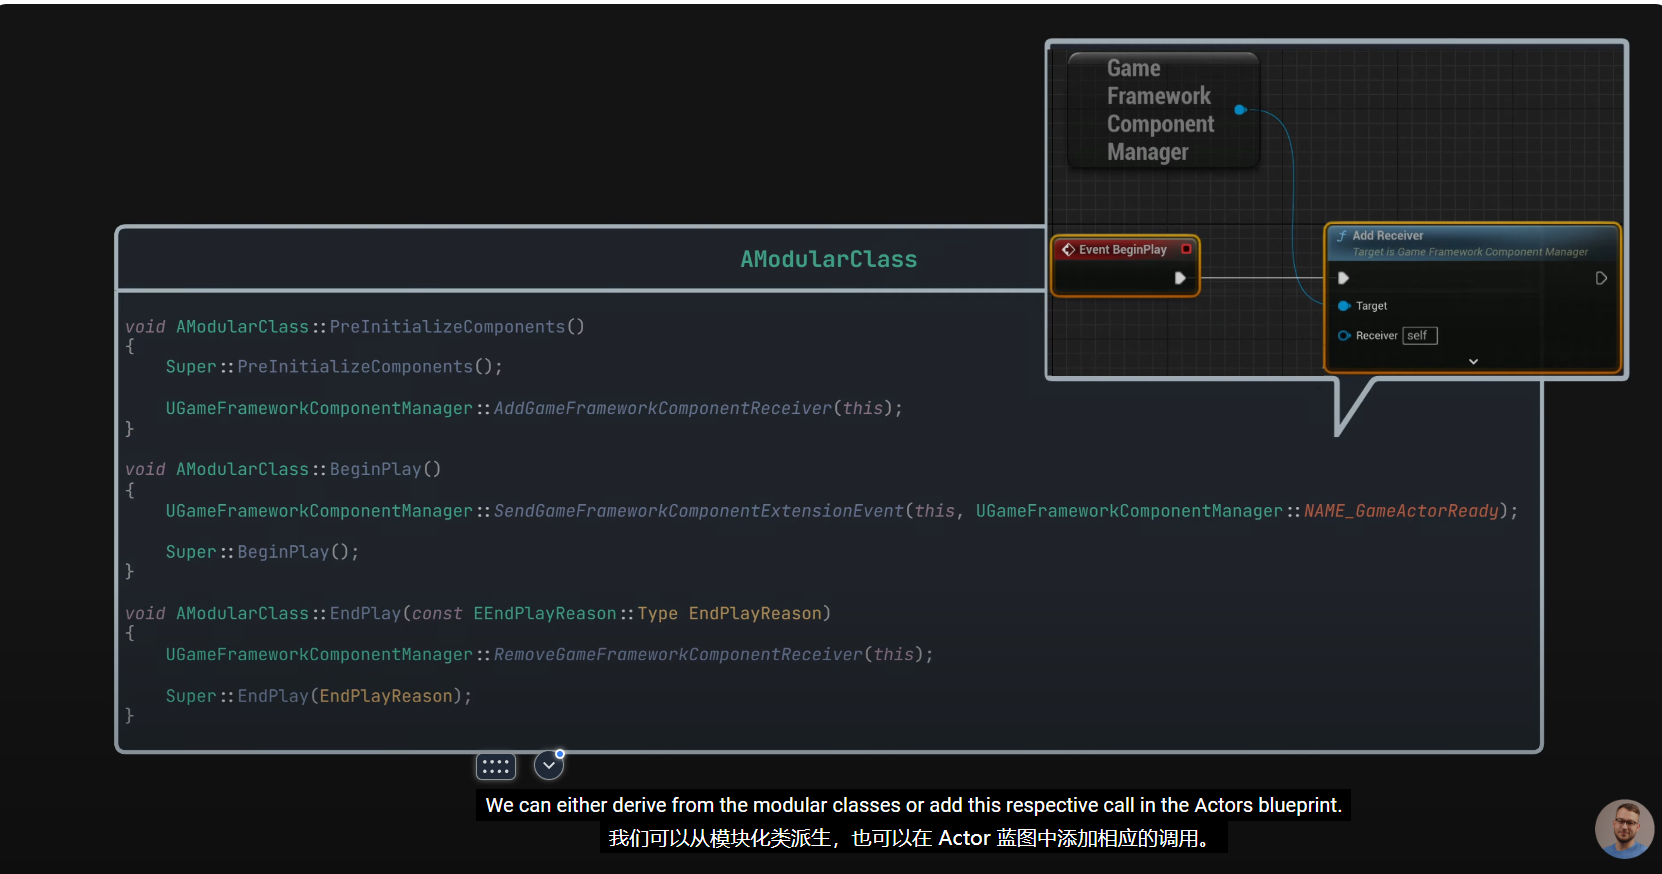 Game
Framework
Component
Manager
Event BeginPlay
f Add Receiver
Target is Game Framework Component Manager
Target
Receiver self
AModularClass
void AModularClass::PreInitializeComponents()
{
Super::PreInitializeComponents();
UGameFrameworkComponentManager::AddGameFrameworkComponentReceiver(this);
}
void AModularClass::BeginPlay()
{
UGameFrameworkComponentManager::SendGameFrameworkComponentExtensionEvent(this, UGameFrameworkComponentManager::NAME_GameActorReady);
Super::BeginPlay();
}
void AModularClass::EndPlay(const EEndPlayReason::Type EndPlayReason)
{
UGameFrameworkComponentManager::RemoveGameFrameworkComponentReceiver(this);
Super::EndPlay(EndPlayReason);
}
We can either derive from the modular classes or add this respective call in the Actors blueprint.
我们可以从模块化类派生，也可以在 Actor 蓝图中添加相应的调用。